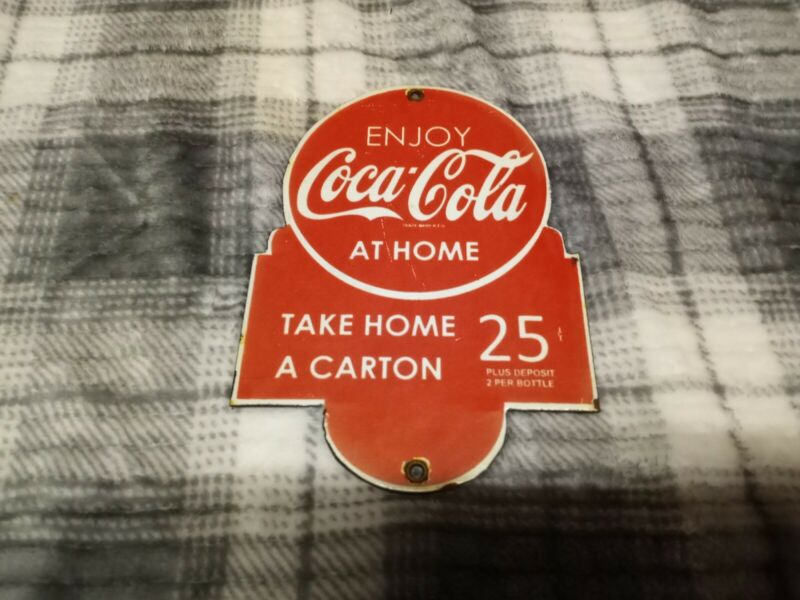 ENJOY
Coca-Cola
AT HOME
TAKE HOME
A CARTON
25
PLUS DEPOSIT
2 PER BOTTLE